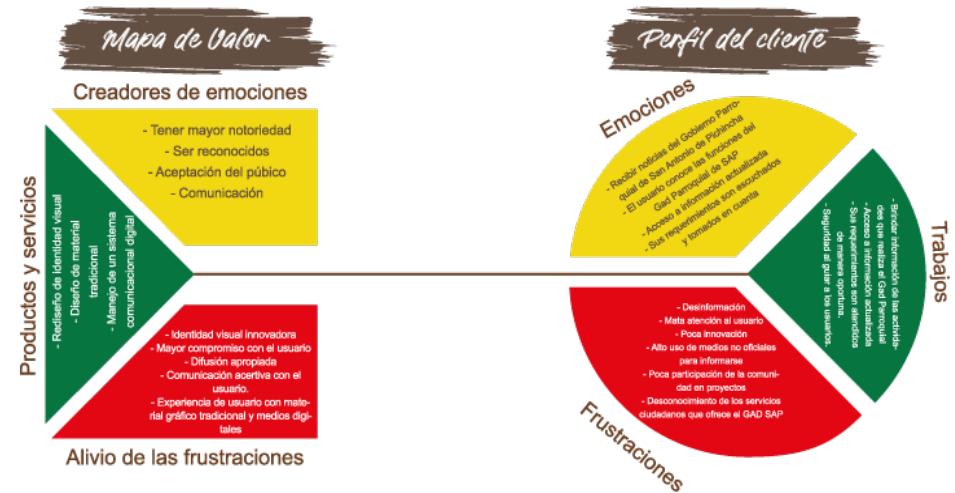 Mapa de Valor
Creadores de emociones
- Tener mayor notoriedad
- Ser reconocidos
- Aceptación del púbico
- Comunicación
Productos y servicios
- Rediseño de identidad visual
- Diseño de material
tradicional
- Manejo de un sistema
comunicacional digital
- Identidad visual innovadora
- Mayor compromiso con el usuario
- Difusión apropiada
- Comunicación acertiva con el
usuario.
- Experiencia de usuario con mate-
rial gráfico tradicional y medios digi-
tales
Alivio de las frustraciones
Perfil del cliente
Emociones
- Recibir noticias del Gobierno Parro-
quial de San Antonio de Pichincha
- El usuario conoce las funciones del
Gad Parroquial de SAP
- Acceso a información actualizada
- Sus requerimientos son escuchados
y tomados en cuenta
Trabajos
- Brindar información de las activida-
des que realiza el Gad Parroquial
- Acceso a información actualizada
- Sus requerimientos son atendidos
de manera oportuna.
- Seguridad al guiar a los usuarios.
- Desinformación
- Mata atención al usuario
- Poca innovación
- Alto uso de medios no oficiales
para informarse
- Poca participación de la comuni-
dad en proyectos
- Desconocimiento de los servicios
ciudadanos que ofrece el GAD SAP
Frustraciones